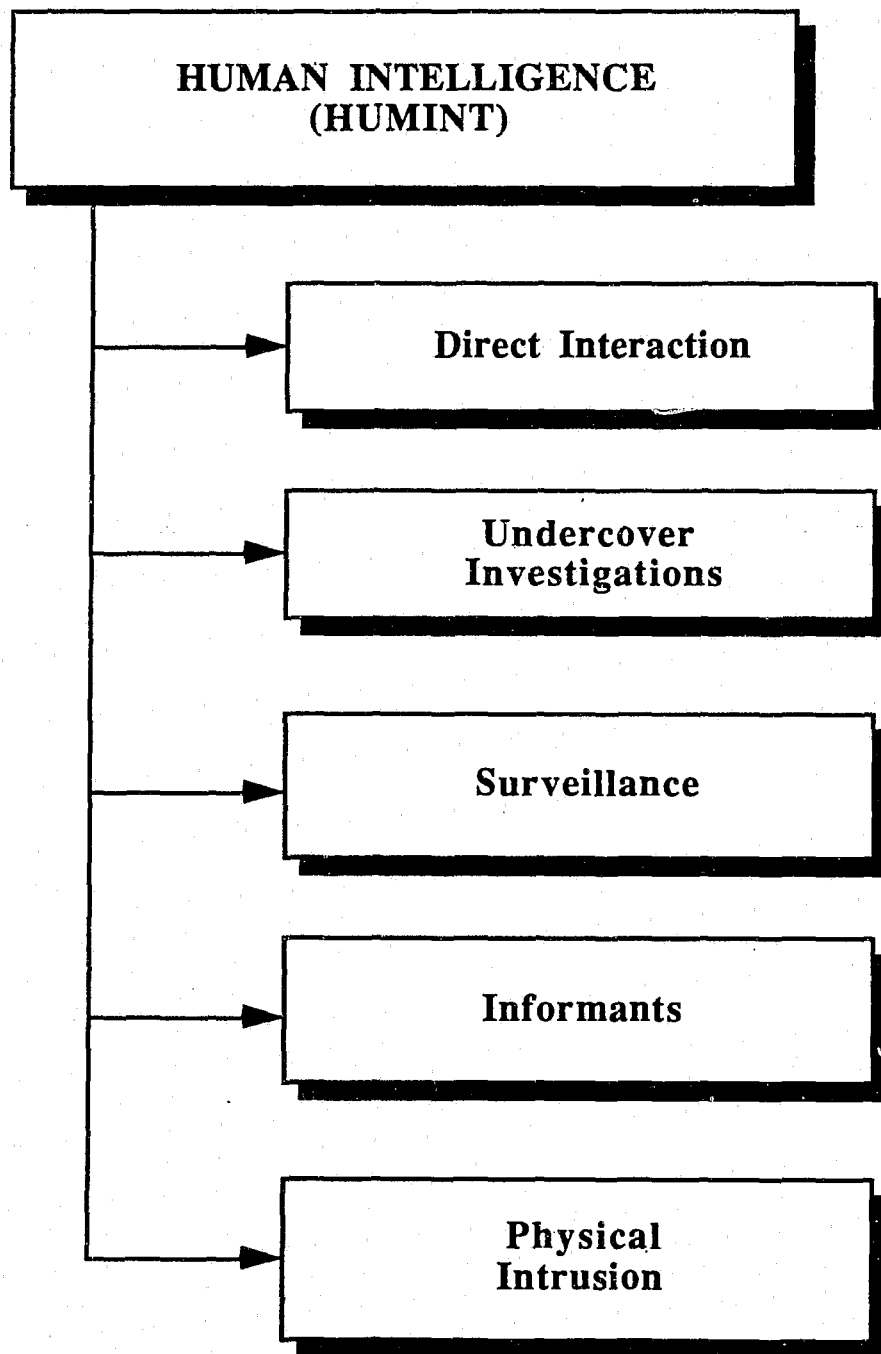 HUMAN INTELLIGENCE
(HUMINT)
Direct Interaction
Undercover
Investigations
Surveillance
Informants
Physical
Intrusion